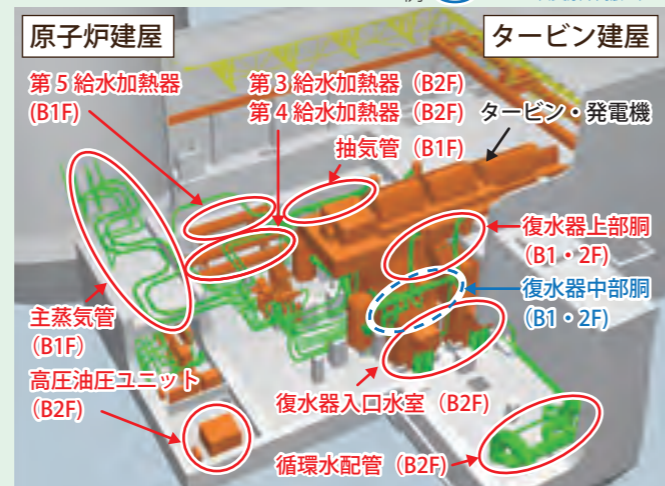 原子炉建屋
タービン建屋
第5給水加熱器
(B1F)
第3給水加熱器（B2F）
第4給水加熱器（B2F）
タービン・発電機
抽気管（B1F）
復水器上部胴
(B1・2F)
復水器中部胴
(B1・2F)
主蒸気管
(B1F)
高圧油圧ユニット
(B2F)
復水器入口水室（B2F）
循環水配管（B2F）